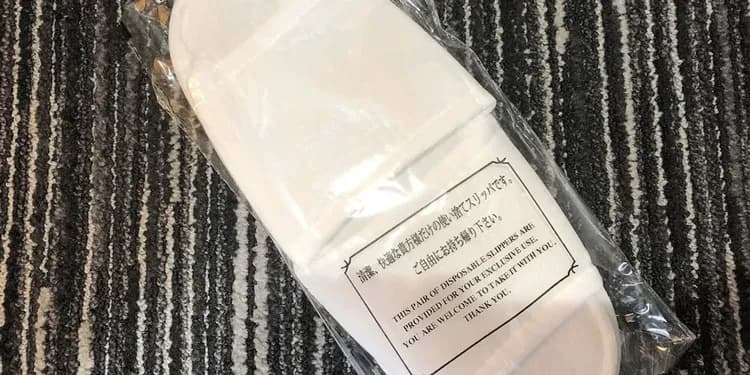 清潔、快適な貴方様だけの使い捨てスリッパです。
ご自由にお持ち帰り下さい。
THIS PAIR OF DISPOSABLE SLIPPERS ARE
PROVIDED FOR YOUR EXCLUSIVE USE.
YOU ARE WELCOME TO TAKE IT WITH YOU.
THANK YOU.